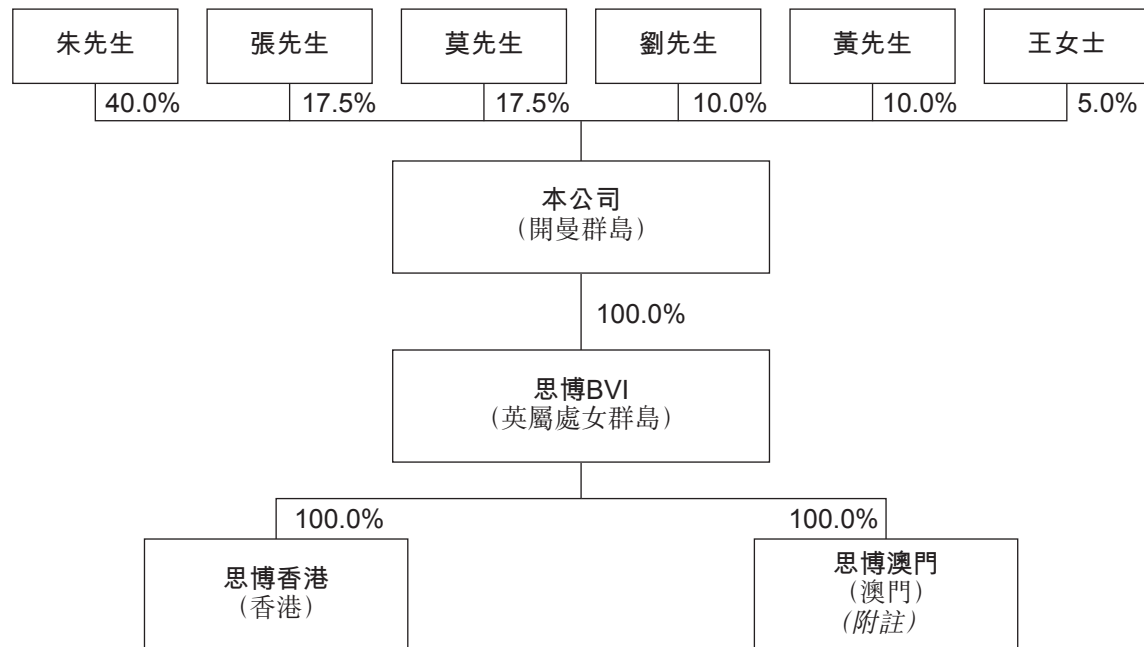 朱先生
張先生
莫先生
劉先生
黃先生
王女士
40.0%
17.5%
17.5%
10.0%
10.0%
5.0%
本公司
（開曼群島）
100.0%
思博BVI
（英屬處女群島）
100.0%
100.0%
思博香港
（香港）
思博澳門
（澳門）
（附註）